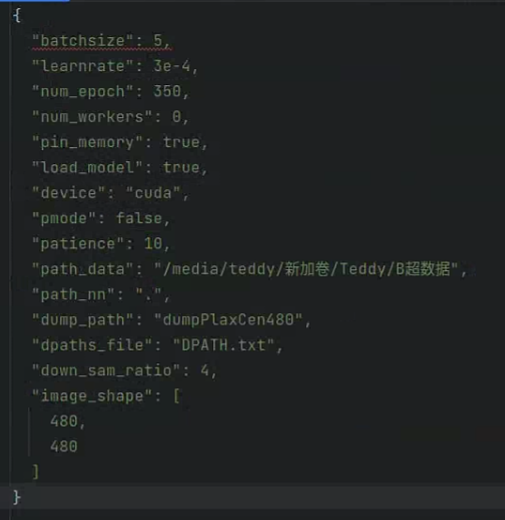 {
"batchsize": 5,
"learnrate": 3e-4,
"num_epoch": 350,
"num_workers": 0,
"pin_memory": true,
"load_model": true,
"device": "cuda",
"pmode": false,
"patience": 10,
"path_data": "/media/teddy/新加卷/Teddy/B超数据",
"path_nn": ".",
"dump_path": "dumpPlaxCen480",
"dpaths_file": "DPATH.txt",
"down_sam_ratio": 4,
"image_shape": [
480,
480
]
}